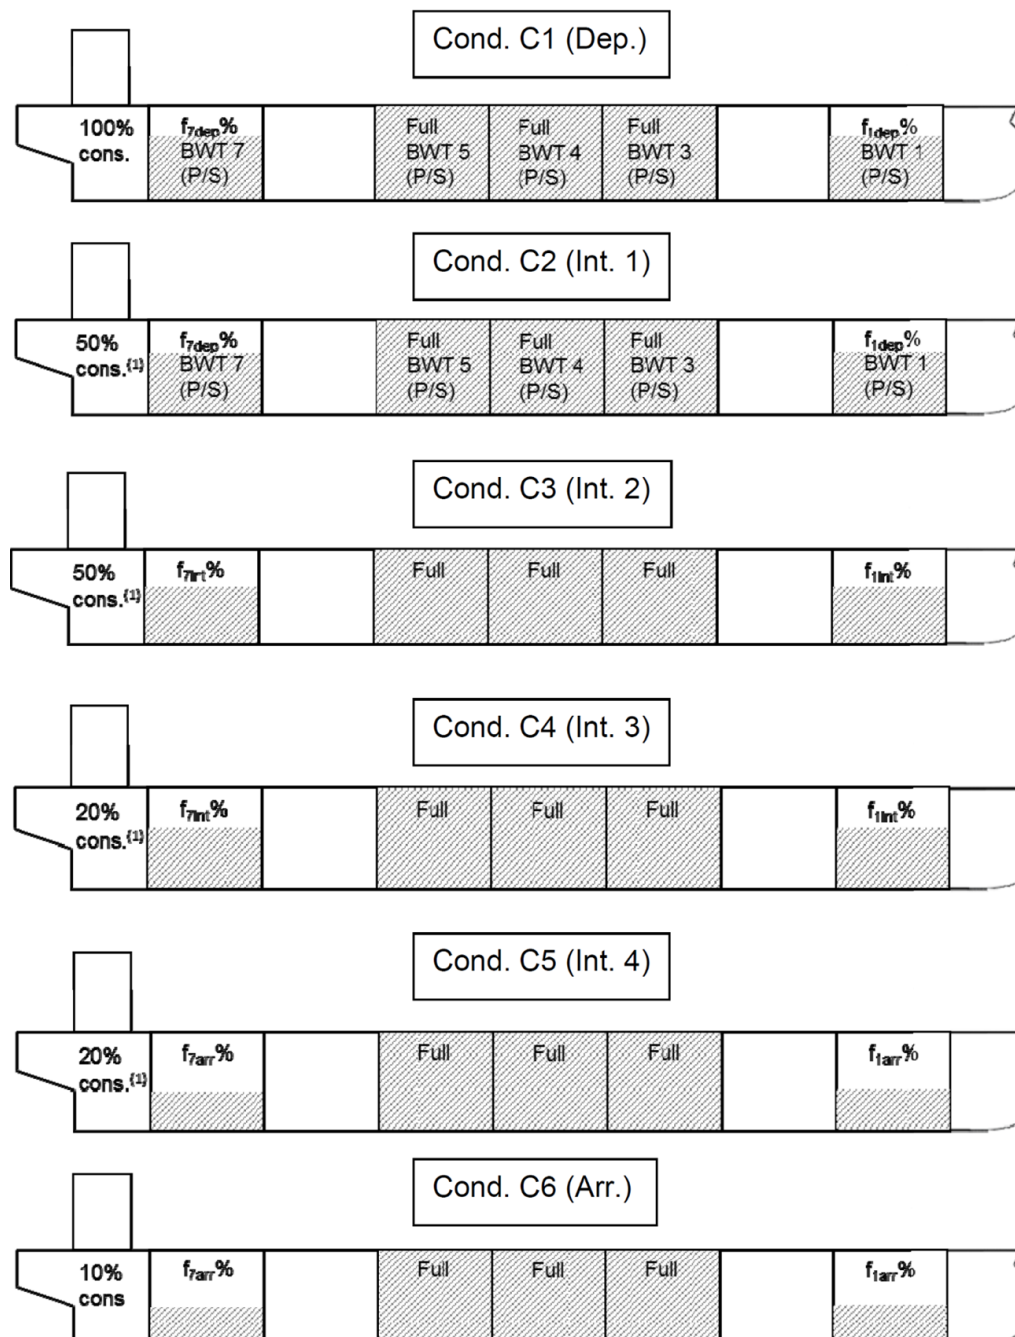 Cond. C1 (Dep.)
100% cons.
f7dep% BWT 7 (P/S)
Full BWT 5 (P/S)
Full BWT 4 (P/S)
Full BWT 3 (P/S)
f1dep% BWT 1 (P/S)
Cond. C2 (Int. 1)
50% cons.{1}
f7dep% BWT 7 (P/S)
Full BWT 5 (P/S)
Full BWT 4 (P/S)
Full BWT 3 (P/S)
f1dep% BWT 1 (P/S)
Cond. C3 (Int. 2)
50% cons.{1}
f7int%
Full
Full
Full
f1int%
Cond. C4 (Int. 3)
20% cons.{1}
f7int%
Full
Full
Full
f1int%
Cond. C5 (Int. 4)
20% cons.{1}
f7arr%
Full
Full
Full
f1arr%
Cond. C6 (Arr.)
10% cons
f7arr%
Full
Full
Full
f1arr%